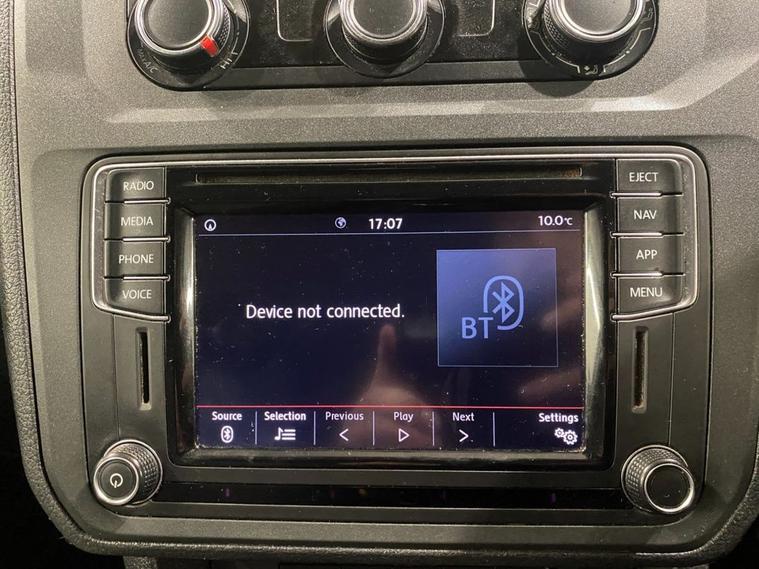 HI
RADIO
MEDIA
PHONE
VOICE
EJECT
NAV
APP
MENU
17:07
10.0°C
Device not connected.
BT
Source
Selection
Previous
Play
Next
Settings